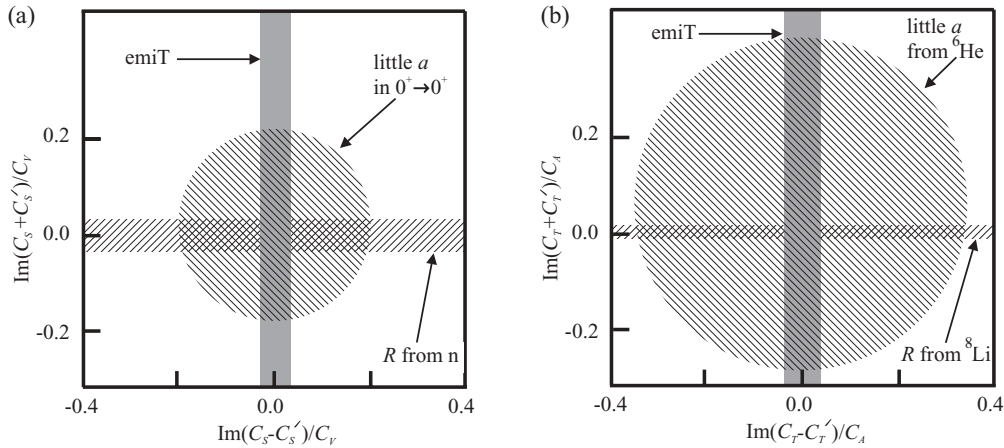 (a)
emiT
little a
in 0⁺→0⁺
0.2
0.0
-0.2
Im(C_S+C_S′)/C_V
R from n
-0.4
0.0
0.4
Im(C_S-C_S′)/C_V
(b)
emiT
little a
from ⁶He
0.2
0.0
-0.2
Im(C_T+C_T′)/C_A
R from ⁸Li
-0.4
0.0
0.4
Im(C_T-C_T′)/C_A